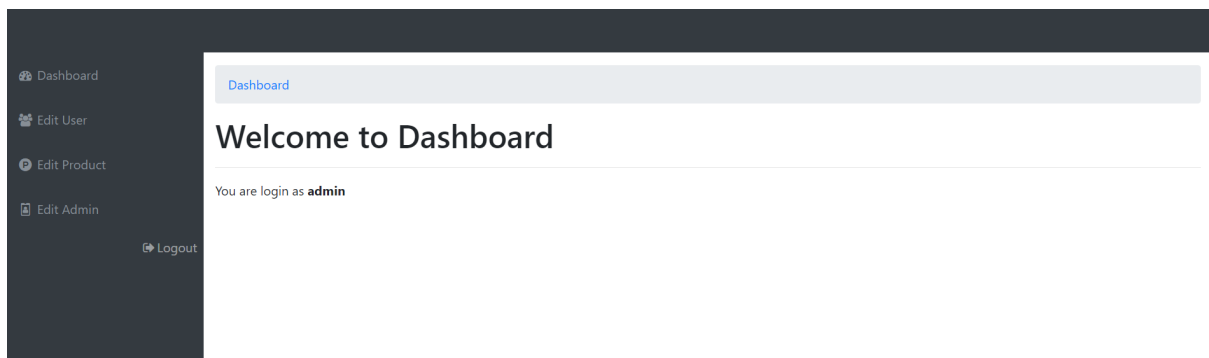 Dashboard
Edit User
Edit Product
Edit Admin
Logout
Dashboard
Welcome to Dashboard
You are login as admin